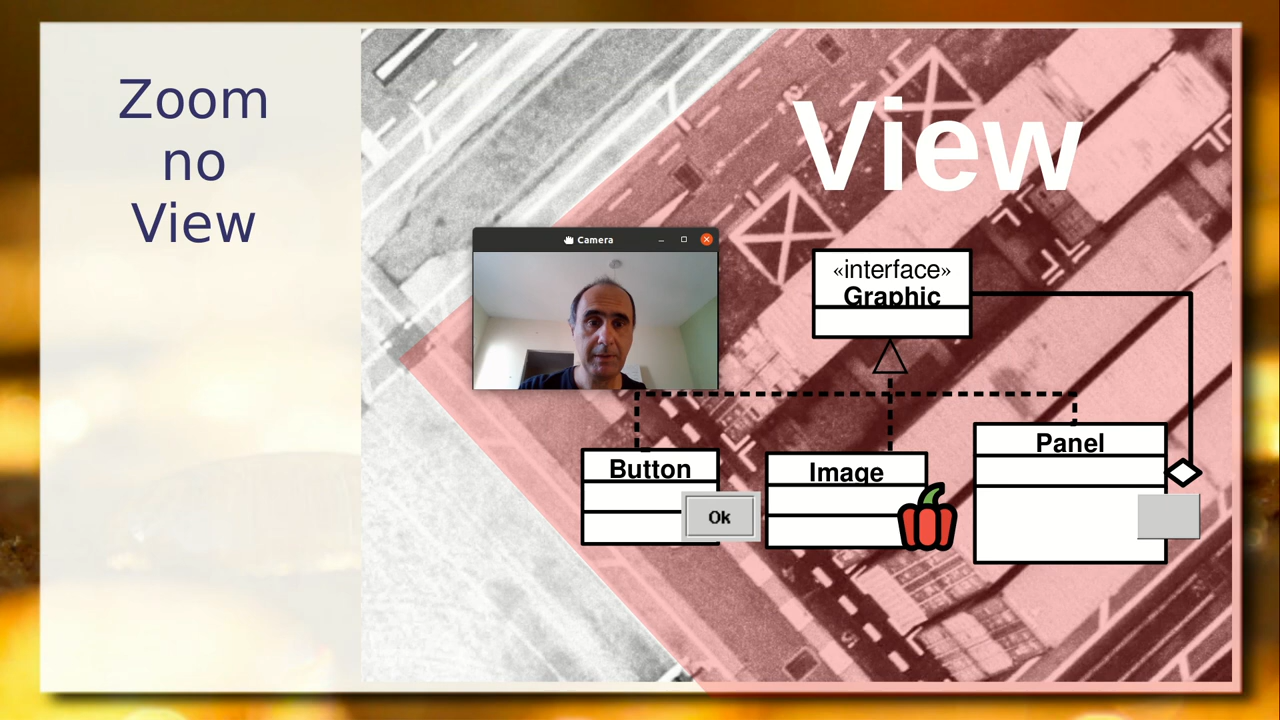 Zoom
no
View
View
Camera
«interface»
Graphic
Button
Image
Panel
Ok